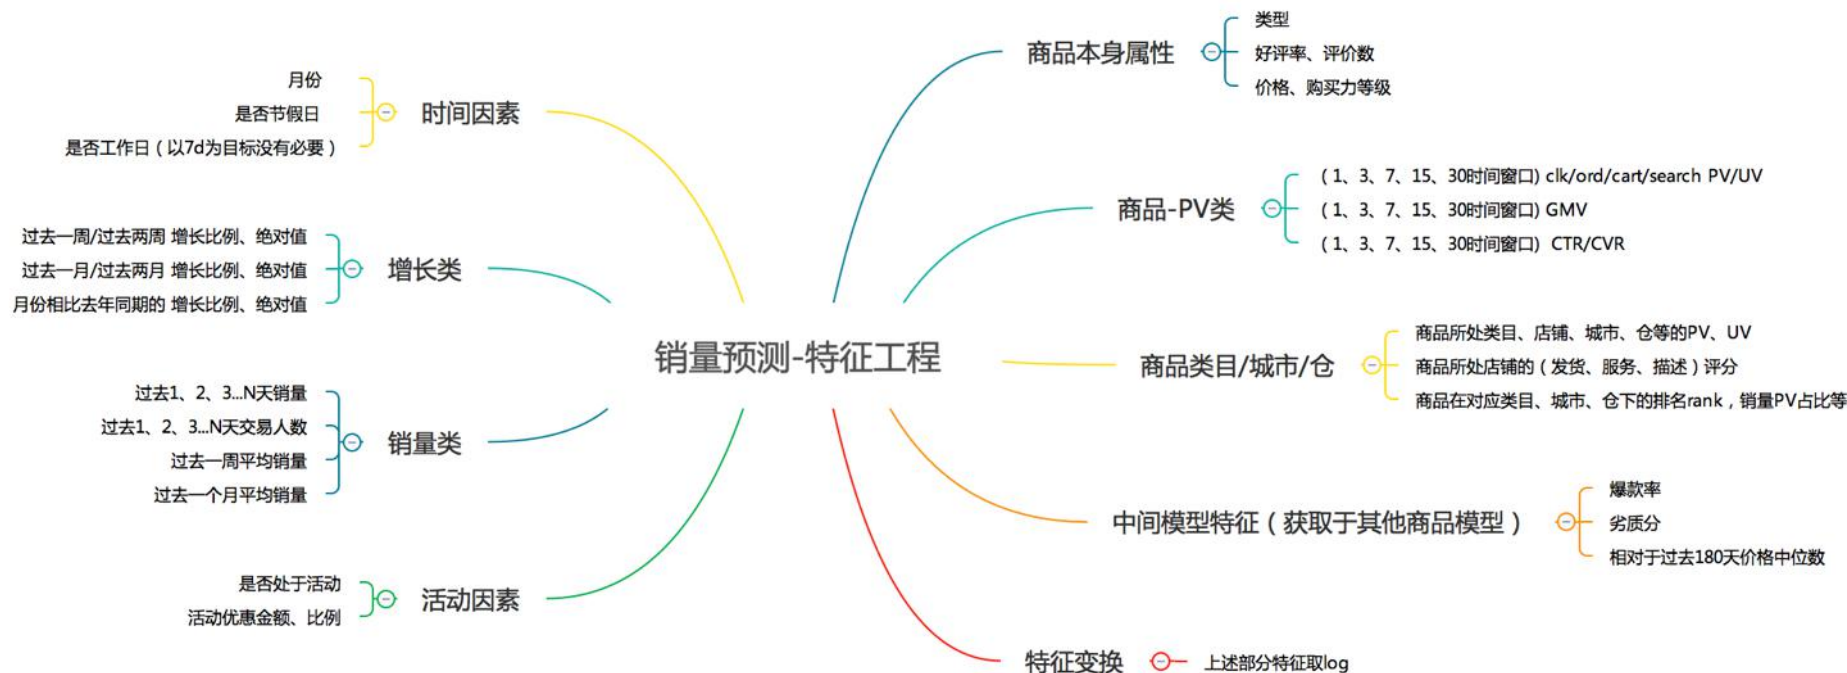 销量预测-特征工程
时间因素
月份
是否节假日
是否工作日（以7d为目标没有必要）
增长类
过去一周/过去两周 增长比例、绝对值
过去一月/过去两月 增长比例、绝对值
月份相比去年同期的 增长比例、绝对值
销量类
过去1、2、3...N天销量
过去1、2、3...N天交易人数
过去一周平均销量
过去一个月平均销量
活动因素
是否处于活动
活动优惠金额、比例
商品本身属性
类型
好评率、评价数
价格、购买力等级
商品-PV类
（1、3、7、15、30时间窗口) clk/ord/cart/search PV/UV
（1、3、7、15、30时间窗口) GMV
（1、3、7、15、30时间窗口) CTR/CVR
商品类目/城市/仓
商品所处类目、店铺、城市、仓等的PV、UV
商品所处店铺的（发货、服务、描述）评分
商品在对应类目、城市、仓下的排名rank，销量PV占比等
中间模型特征（获取于其他商品模型）
爆款率
劣质分
相对于过去180天价格中位数
特征变换
上述部分特征取log